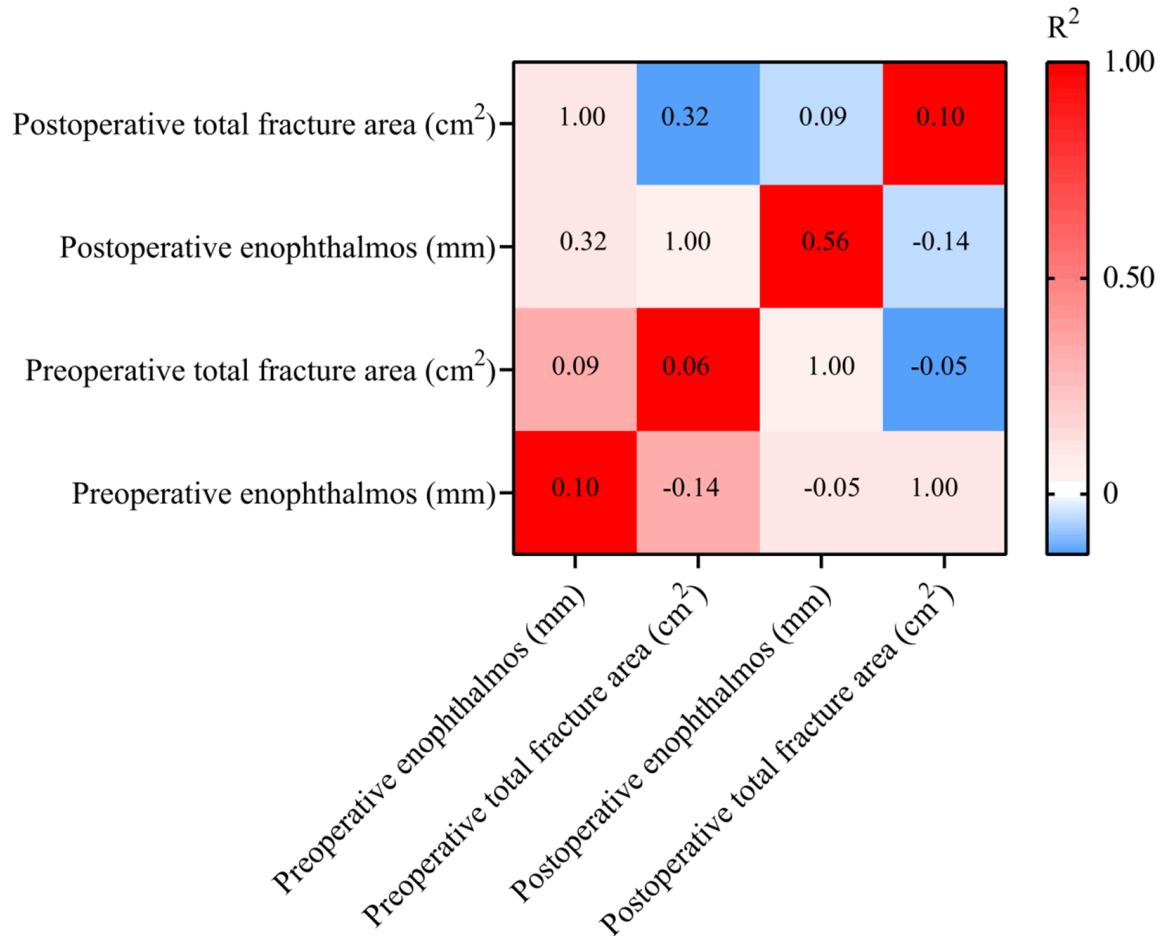 R²
Postoperative total fracture area (cm²) 1.00 0.32 0.09 0.10 1.00
Postoperative enophthalmos (mm) 0.32 1.00 0.56 -0.14 0.50
Preoperative total fracture area (cm²) 0.09 0.06 1.00 -0.05
Preoperative enophthalmos (mm) 0.10 -0.14 -0.05 1.00 0
Preoperative enophthalmos (mm)
Preoperative total fracture area (cm²)
Postoperative enophthalmos (mm)
Postoperative total fracture area (cm²)